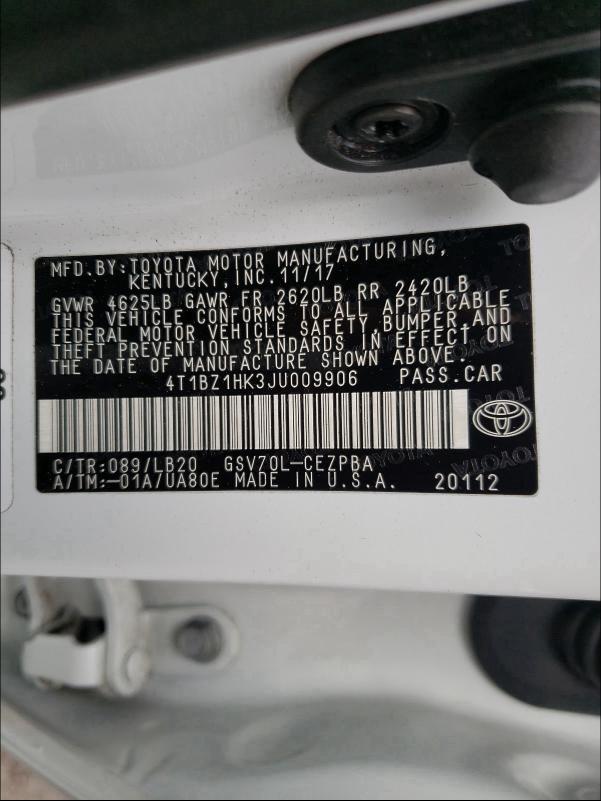 MFD.BY:TOYOTA MOTOR MANUFACTURING,
KENTUCKY,INC.11/17
GVWR 4625LB GAWR FR 2620LB RR 2420LB
THIS VEHICLE CONFORMS TO ALL APPLICABLE
FEDERAL MOTOR VEHICLE SAFETY,BUMPER AND
THEFT PREVENTION STANDARDS IN EFFECT ON
THE DATE OF MANUFACTURE SHOWN ABOVE.
4T1BZ1HK3JU009906 PASS.CAR
C/TR:089/LB20 GSV70L-CEZPBA
A/TM:-01A/UA80E MADE IN U.S.A. 20112